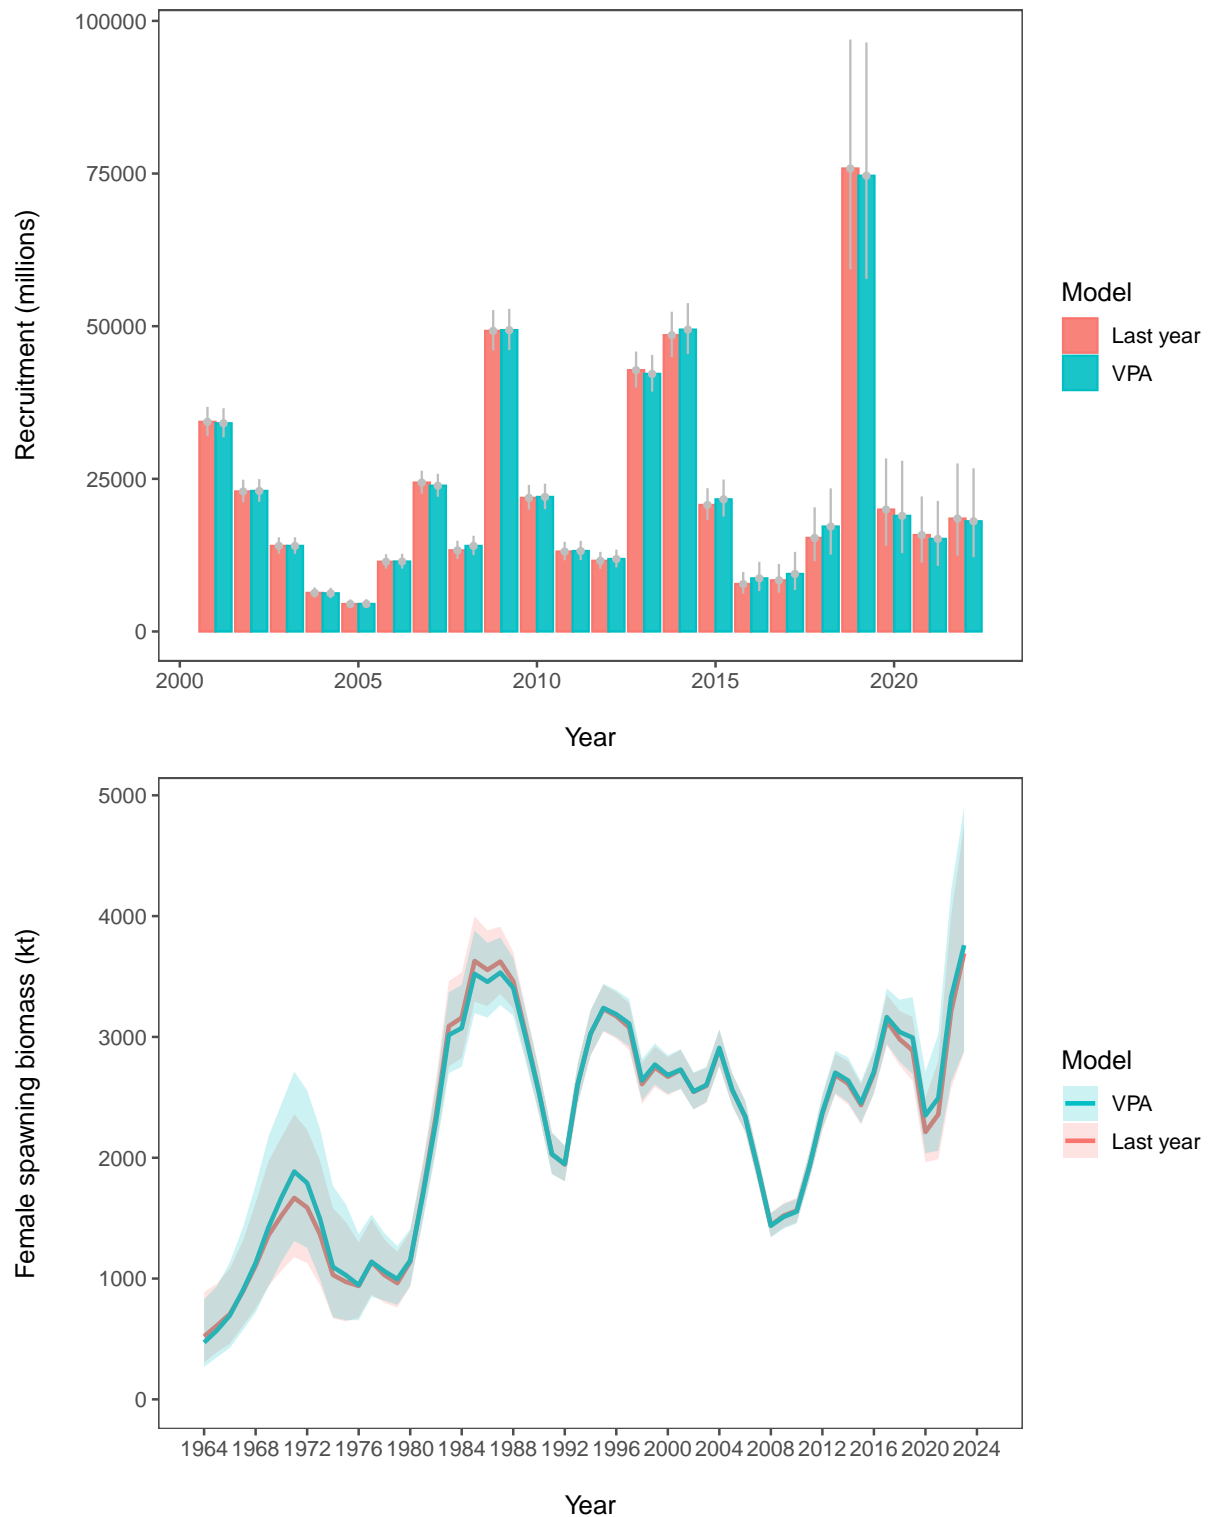 100000
75000
50000
25000
0
Recruitment (millions)
2000 2005 2010 2015 2020
Year
Model
Last year
VPA
5000
4000
3000
2000
1000
0
Female spawning biomass (kt)
1964 1968 1972 1976 1980 1984 1988 1992 1996 2000 2004 2008 2012 2016 2020 2024
Year
Model
VPA
Last year